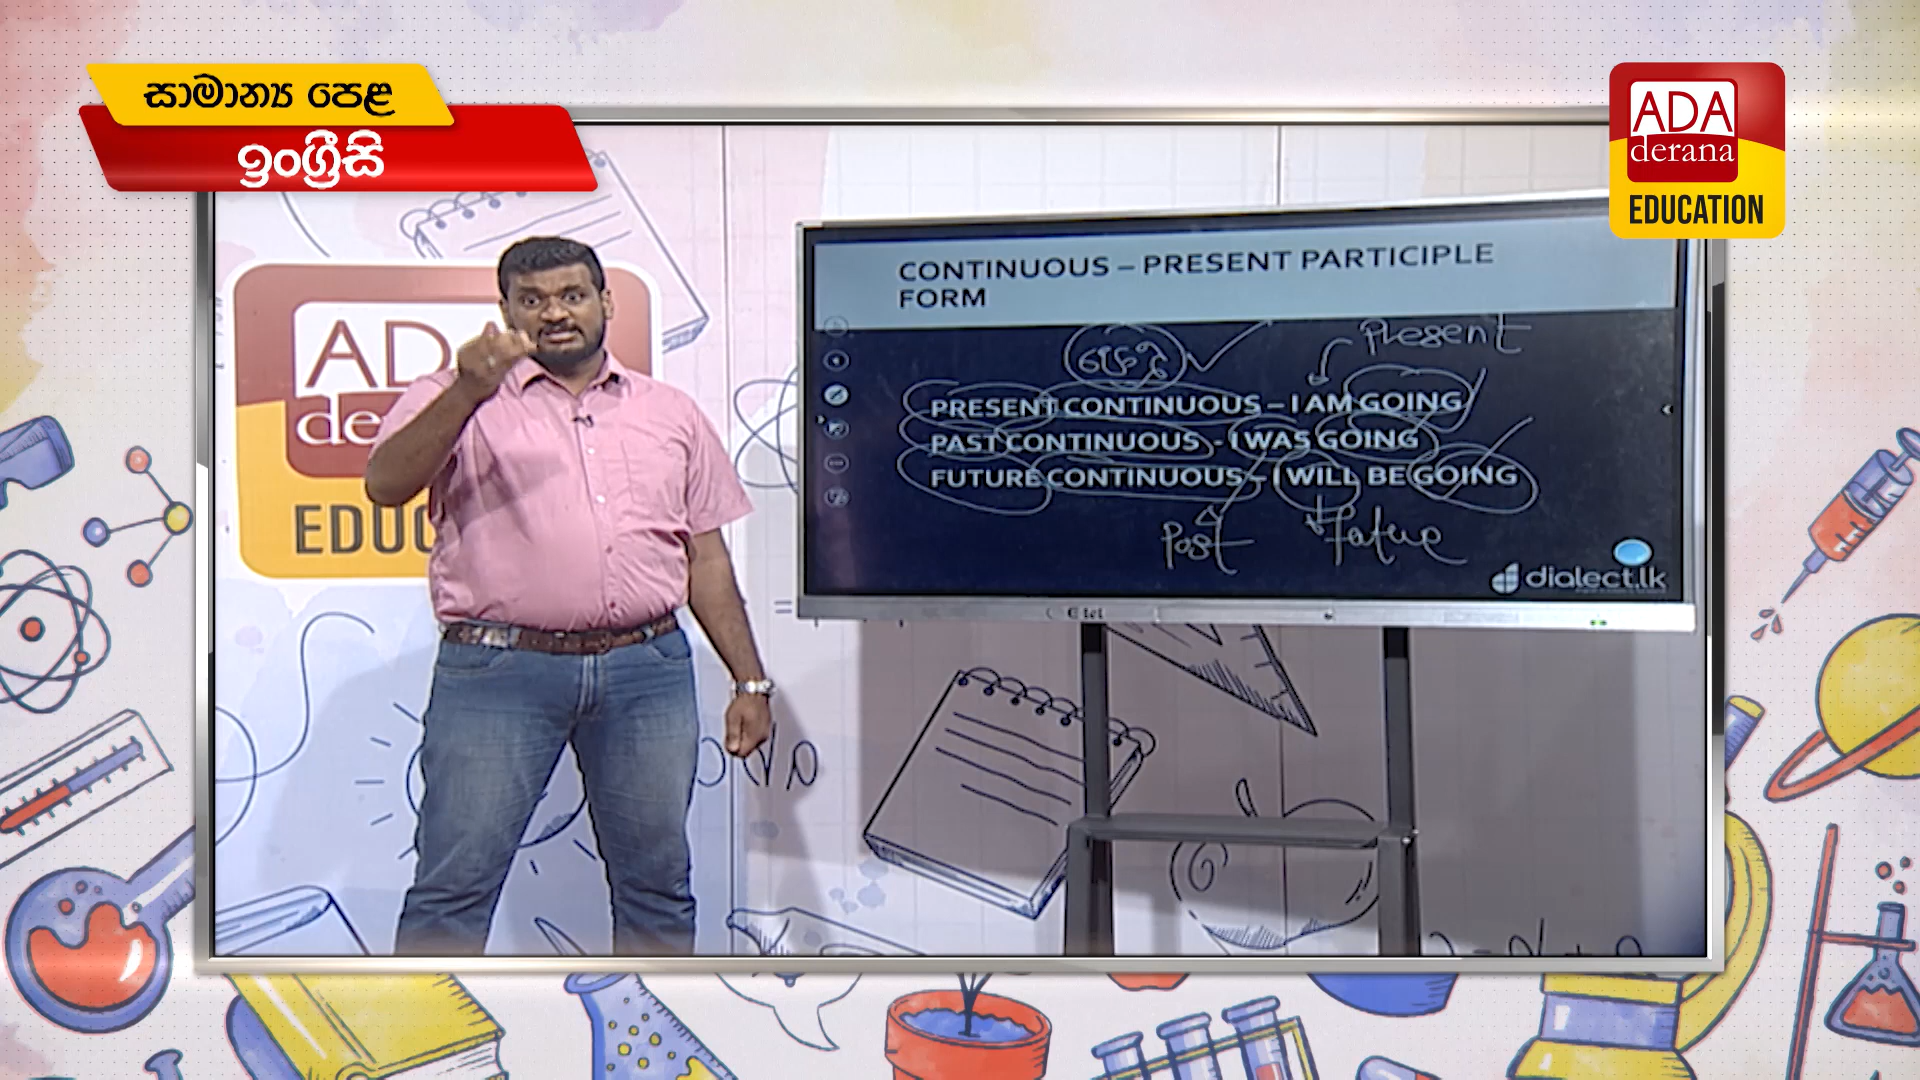 සාමාන්‍ය පෙළ
ඉංග්‍රීසි
ADA
derana
EDUCATION
CONTINUOUS – PRESENT PARTICIPLE
FORM
Present
PRESENT CONTINUOUS – I AM GOING
PAST CONTINUOUS - I WAS GOING
FUTURE CONTINUOUS – I WILL BE GOING
Past
Future
dialect.lk